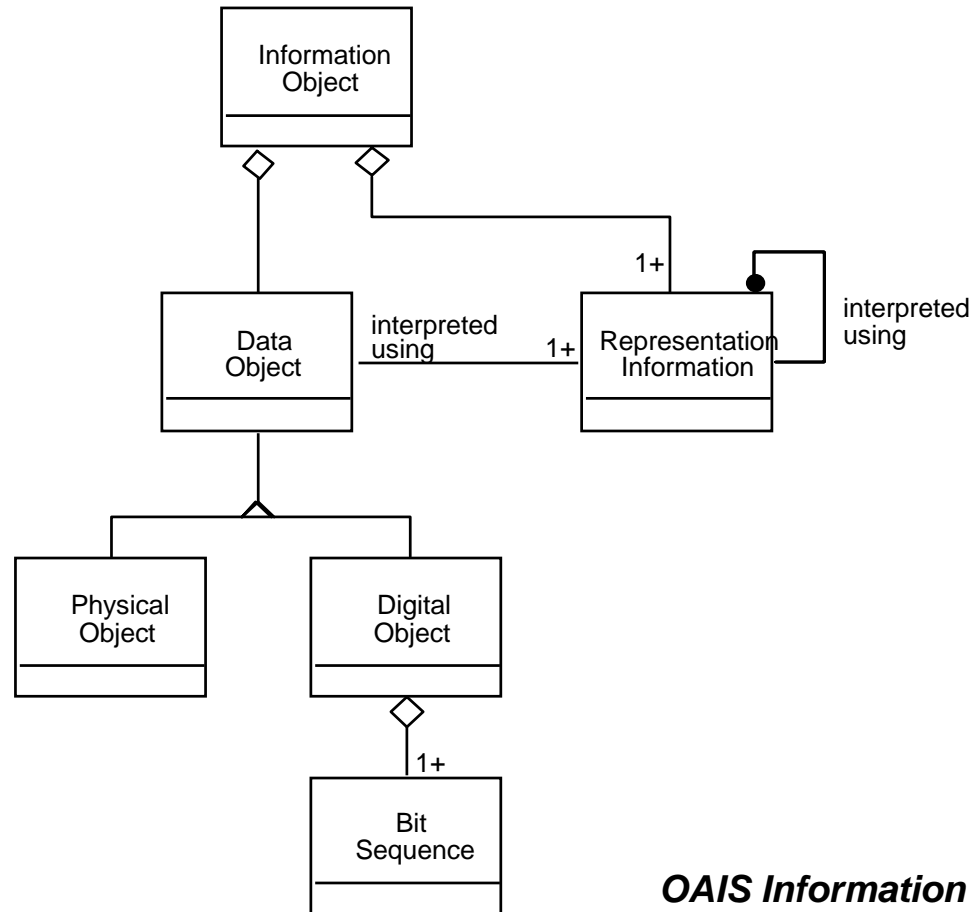 Information
Object
1+
Data
Object
interpreted
using
1+
Representation
Information
interpreted
using
Physical
Object
Digital
Object
1+
Bit
Sequence
OAIS Information